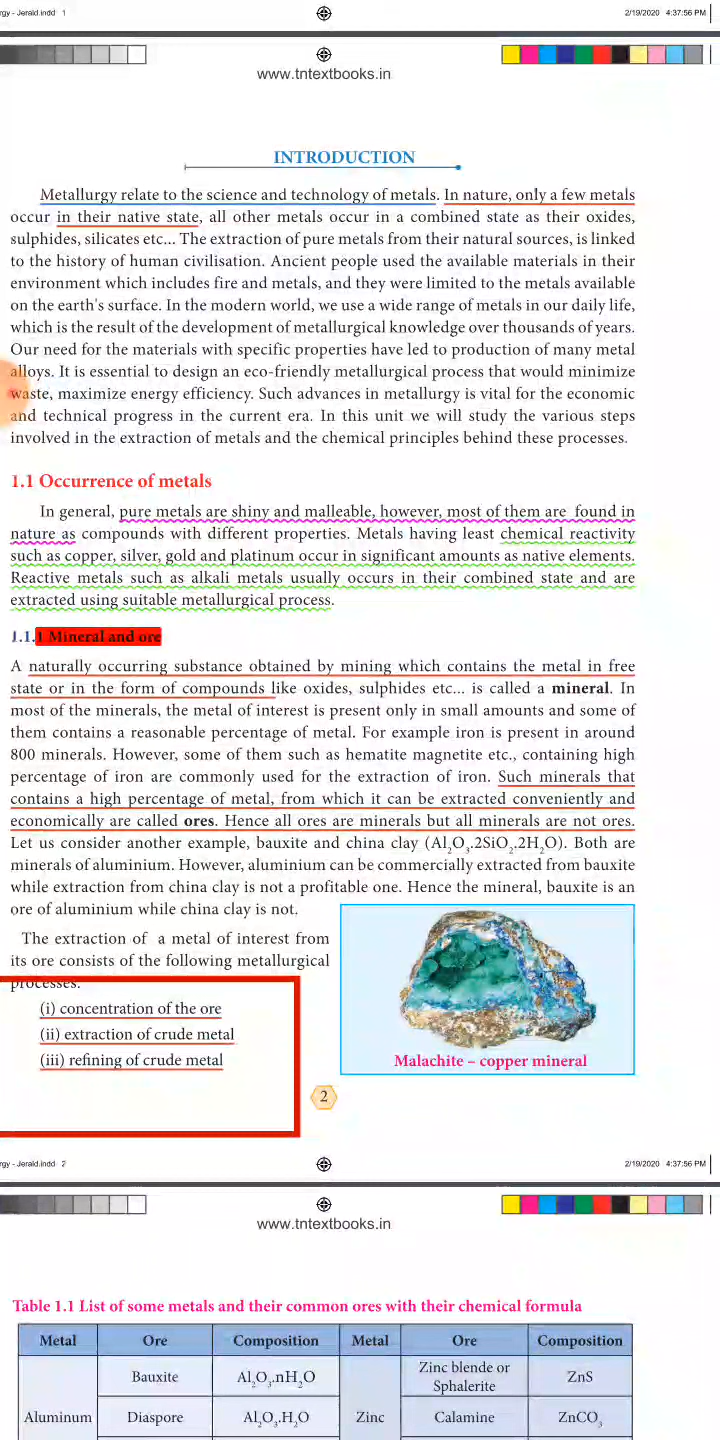 rgy - Jerald.indd 1
2/19/2020 4:37:56 PM
www.tntextbooks.in
INTRODUCTION
Metallurgy relate to the science and technology of metals. In nature, only a few metals
occur in their native state, all other metals occur in a combined state as their oxides,
sulphides, silicates etc... The extraction of pure metals from their natural sources, is linked
to the history of human civilisation. Ancient people used the available materials in their
environment which includes fire and metals, and they were limited to the metals available
on the earth's surface. In the modern world, we use a wide range of metals in our daily life,
which is the result of the development of metallurgical knowledge over thousands of years.
Our need for the materials with specific properties have led to production of many metal
alloys. It is essential to design an eco-friendly metallurgical process that would minimize
waste, maximize energy efficiency. Such advances in metallurgy is vital for the economic
and technical progress in the current era. In this unit we will study the various steps
involved in the extraction of metals and the chemical principles behind these processes.
1.1 Occurrence of metals
In general, pure metals are shiny and malleable, however, most of them are found in
nature as compounds with different properties. Metals having least chemical reactivity
such as copper, silver, gold and platinum occur in significant amounts as native elements.
Reactive metals such as alkali metals usually occurs in their combined state and are
extracted using suitable metallurgical process.
1.1.1 Mineral and ore
A naturally occurring substance obtained by mining which contains the metal in free
state or in the form of compounds like oxides, sulphides etc... is called a mineral. In
most of the minerals, the metal of interest is present only in small amounts and some of
them contains a reasonable percentage of metal. For example iron is present in around
800 minerals. However, some of them such as hematite magnetite etc., containing high
percentage of iron are commonly used for the extraction of iron. Such minerals that
contains a high percentage of metal, from which it can be extracted conveniently and
economically are called ores. Hence all ores are minerals but all minerals are not ores.
Let us consider another example, bauxite and china clay (Al₂O₃.2SiO₂.2H₂O). Both are
minerals of aluminium. However, aluminium can be commercially extracted from bauxite
while extraction from china clay is not a profitable one. Hence the mineral, bauxite is an
ore of aluminium while china clay is not.
The extraction of a metal of interest from
its ore consists of the following metallurgical
processes.
(i) concentration of the ore
(ii) extraction of crude metal
(iii) refining of crude metal
Malachite – copper mineral
2
rgy - Jerald.indd 2
2/19/2020 4:37:56 PM
www.tntextbooks.in
Table 1.1 List of some metals and their common ores with their chemical formula
Metal Ore Composition Metal Ore Composition
Bauxite Al₂O₃.nH₂O Zinc blende or
Sphalerite ZnS
Aluminum Diaspore Al₂O₃.H₂O Zinc Calamine ZnCO₃